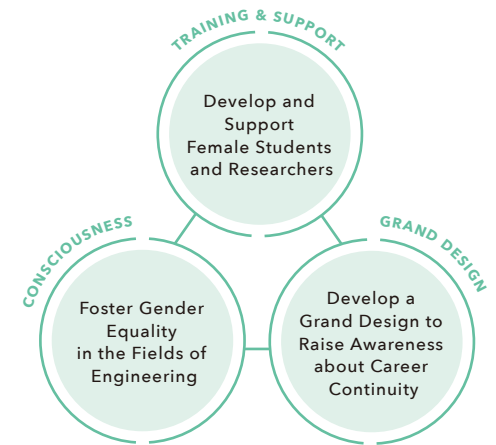 TRAINING & SUPPORT
Develop and
Support
Female Students
and Researchers
CONSCIOUSNESS
Foster Gender
Equality
in the Fields of
Engineering
GRAND DESIGN
Develop a
Grand Design to
Raise Awareness
about Career
Continuity